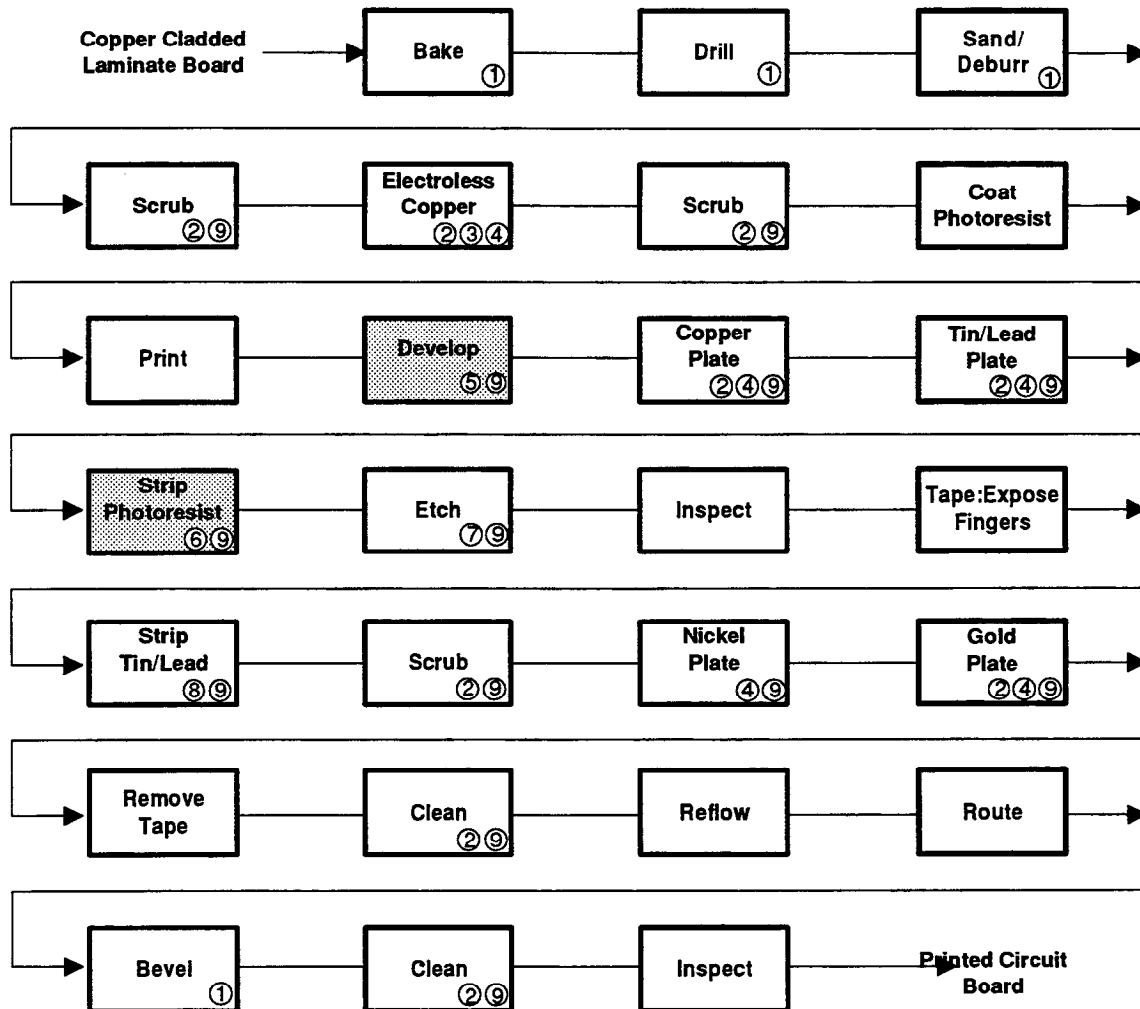 Copper Cladded
Laminate Board
Bake
①
Drill
①
Sand/
Deburr
①
Scrub
②⑨
Electroless
Copper
②③④
Scrub
②⑨
Coat
Photoresist
Print
Develop
⑤⑨
Copper
Plate
②④⑨
Tin/Lead
Plate
②④⑨
Strip
Photoresist
⑥⑨
Etch
⑦⑨
Inspect
Tape:Expose
Fingers
Strip
Tin/Lead
⑧⑨
Scrub
②⑨
Nickel
Plate
④⑨
Gold
Plate
②④⑨
Remove
Tape
Clean
②⑨
Reflow
Route
Bevel
①
Clean
②⑨
Inspect
Printed Circuit
Board